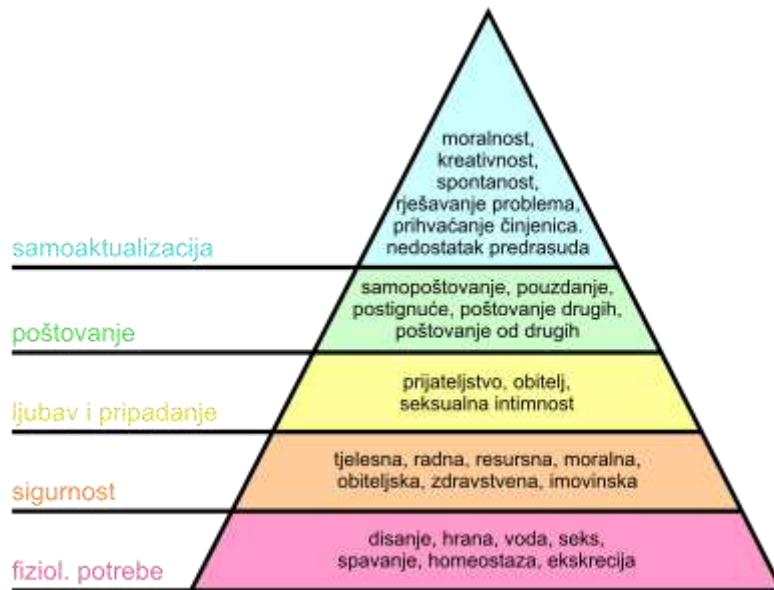 moralnost,
kreativnost,
spontanost,
rješavanje problema,
prihvaćanje činjenica.
nedostatak predrasuda
samoaktualizacija
samopoštovanje, pouzdanje,
postignuće, poštovanje drugih,
poštovanje od drugih
poštovanje
prijateljstvo, obitelj,
seksualna intimnost
ljubav i pripadanje
tjelesna, radna, resursna, moralna,
obiteljska, zdravstvena, imovinska
sigurnost
disanje, hrana, voda, seks,
spavanje, homeostaza, ekskrecija
fiziol. potrebe